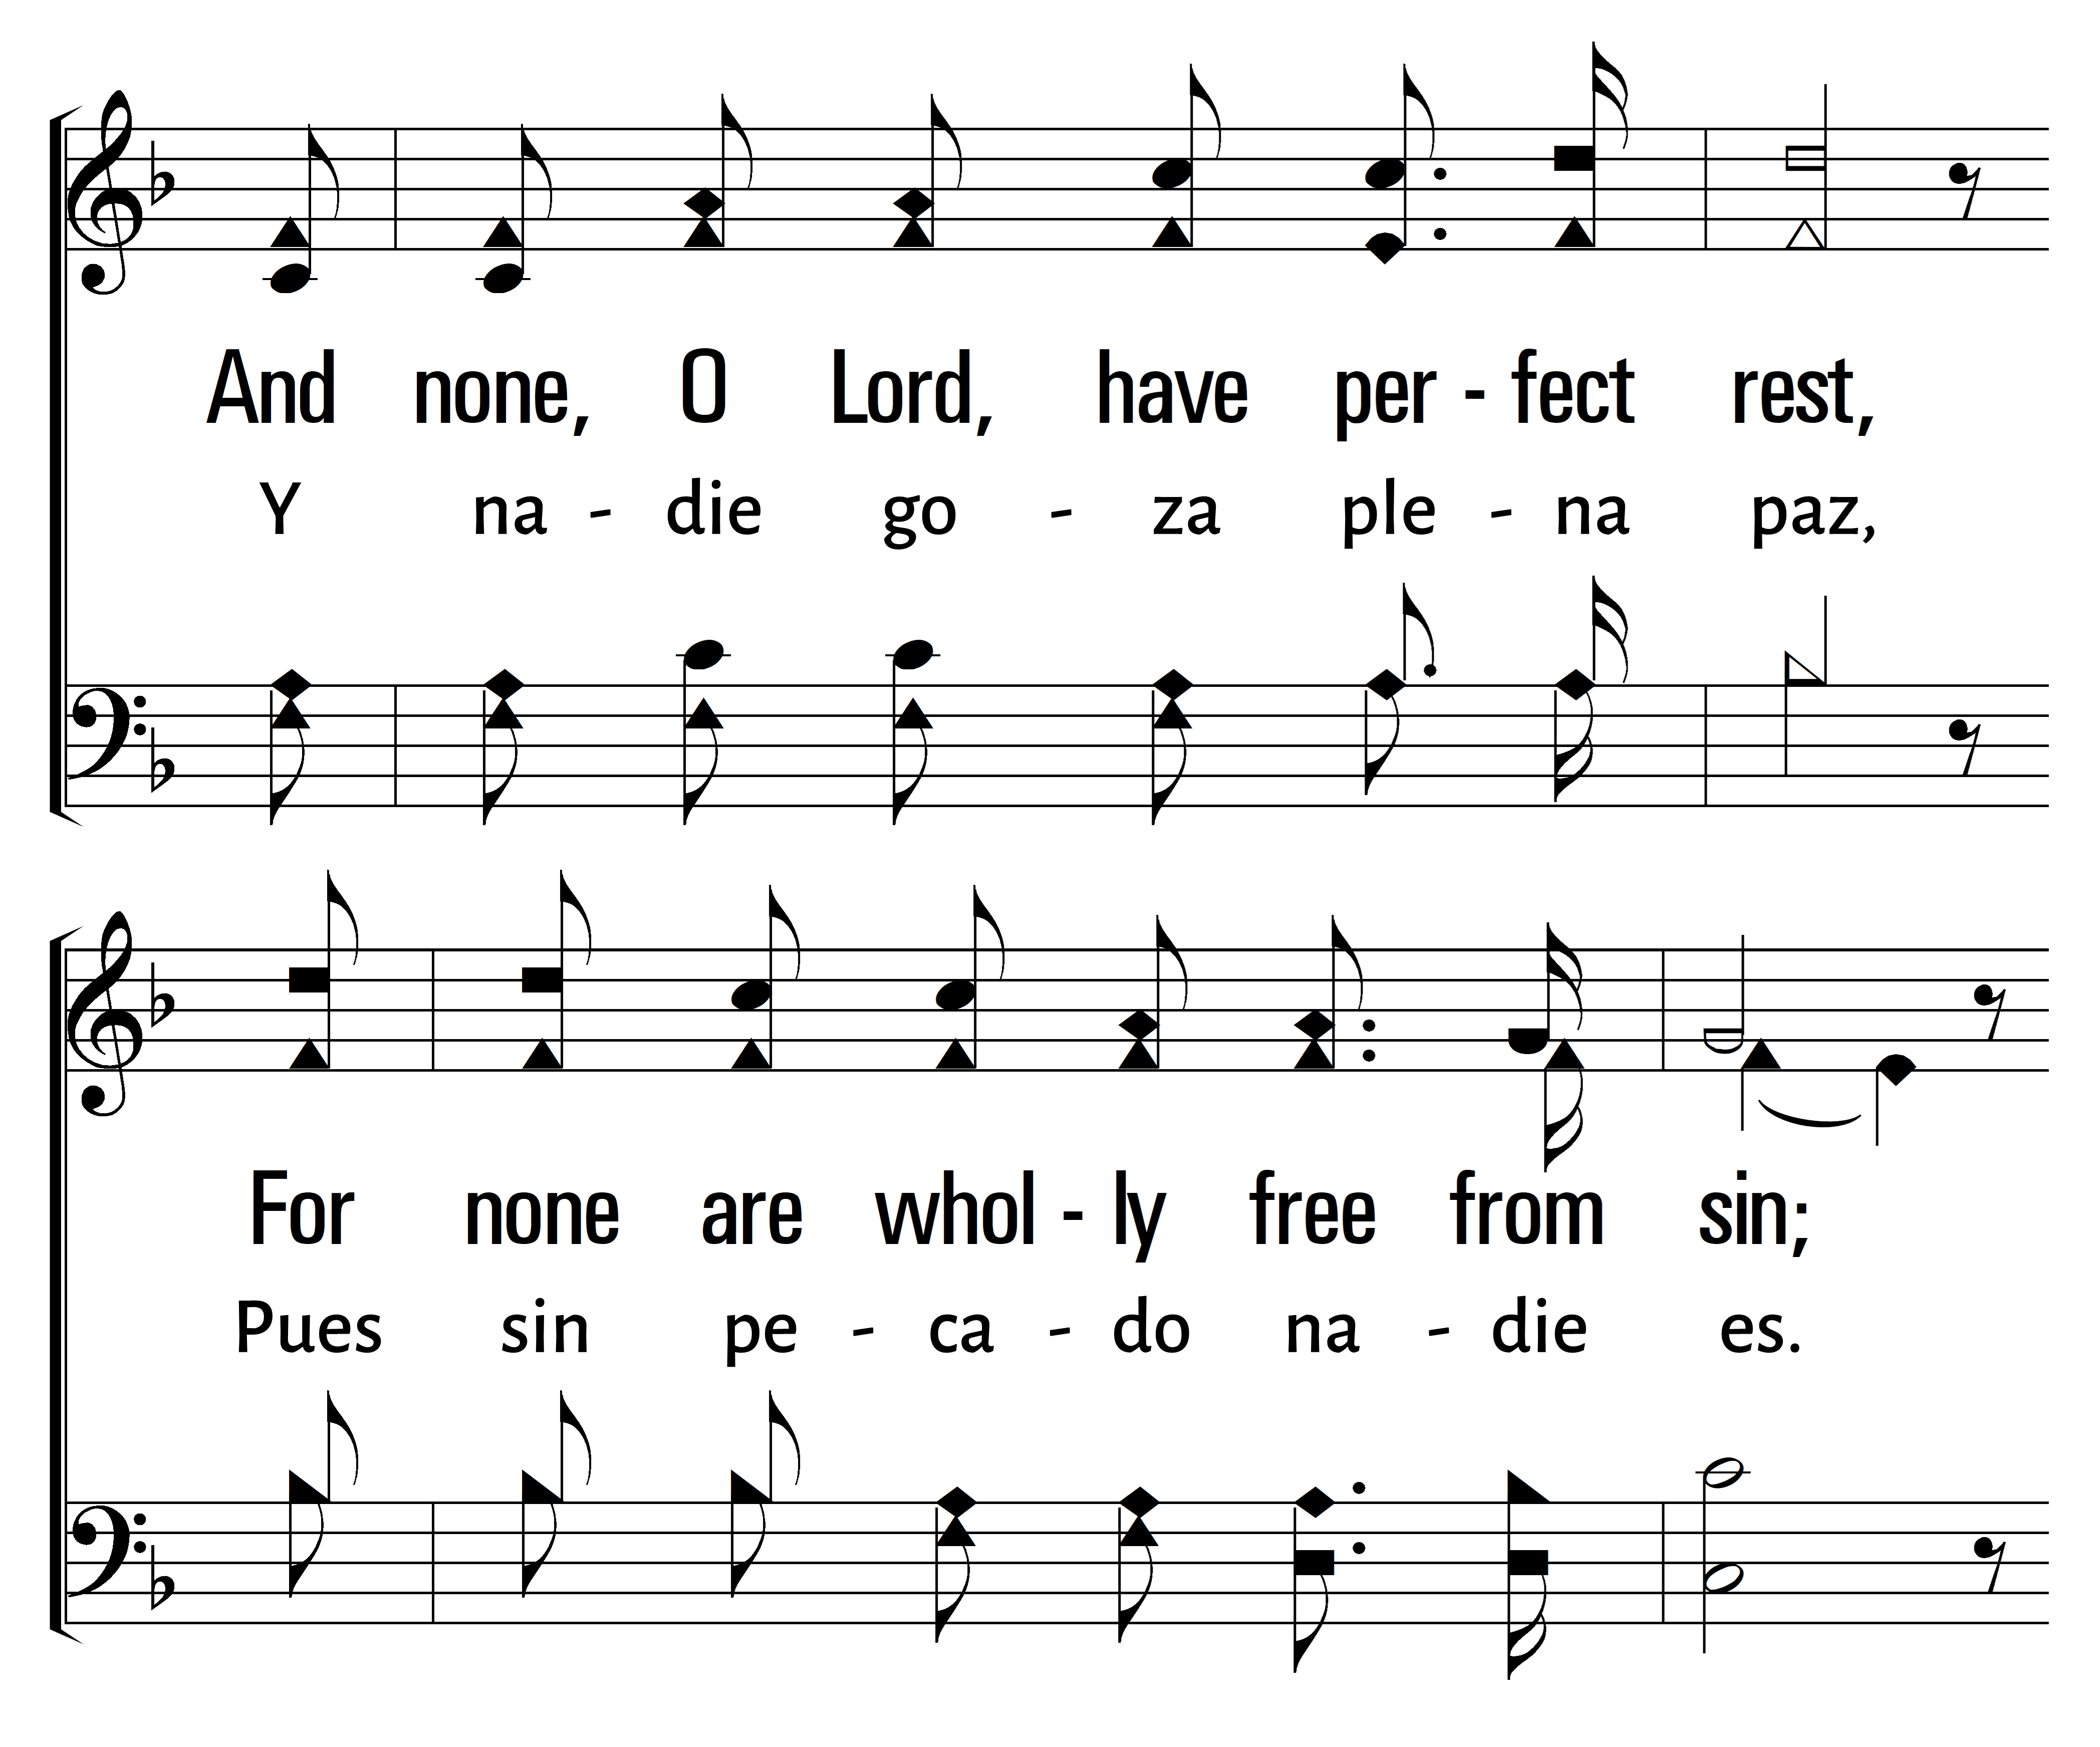 And none, O Lord, have per - fect rest,
Y na - die go - za ple - na paz,
For none are whol - ly free from sin;
Pues sin pe - ca - do na - die es.